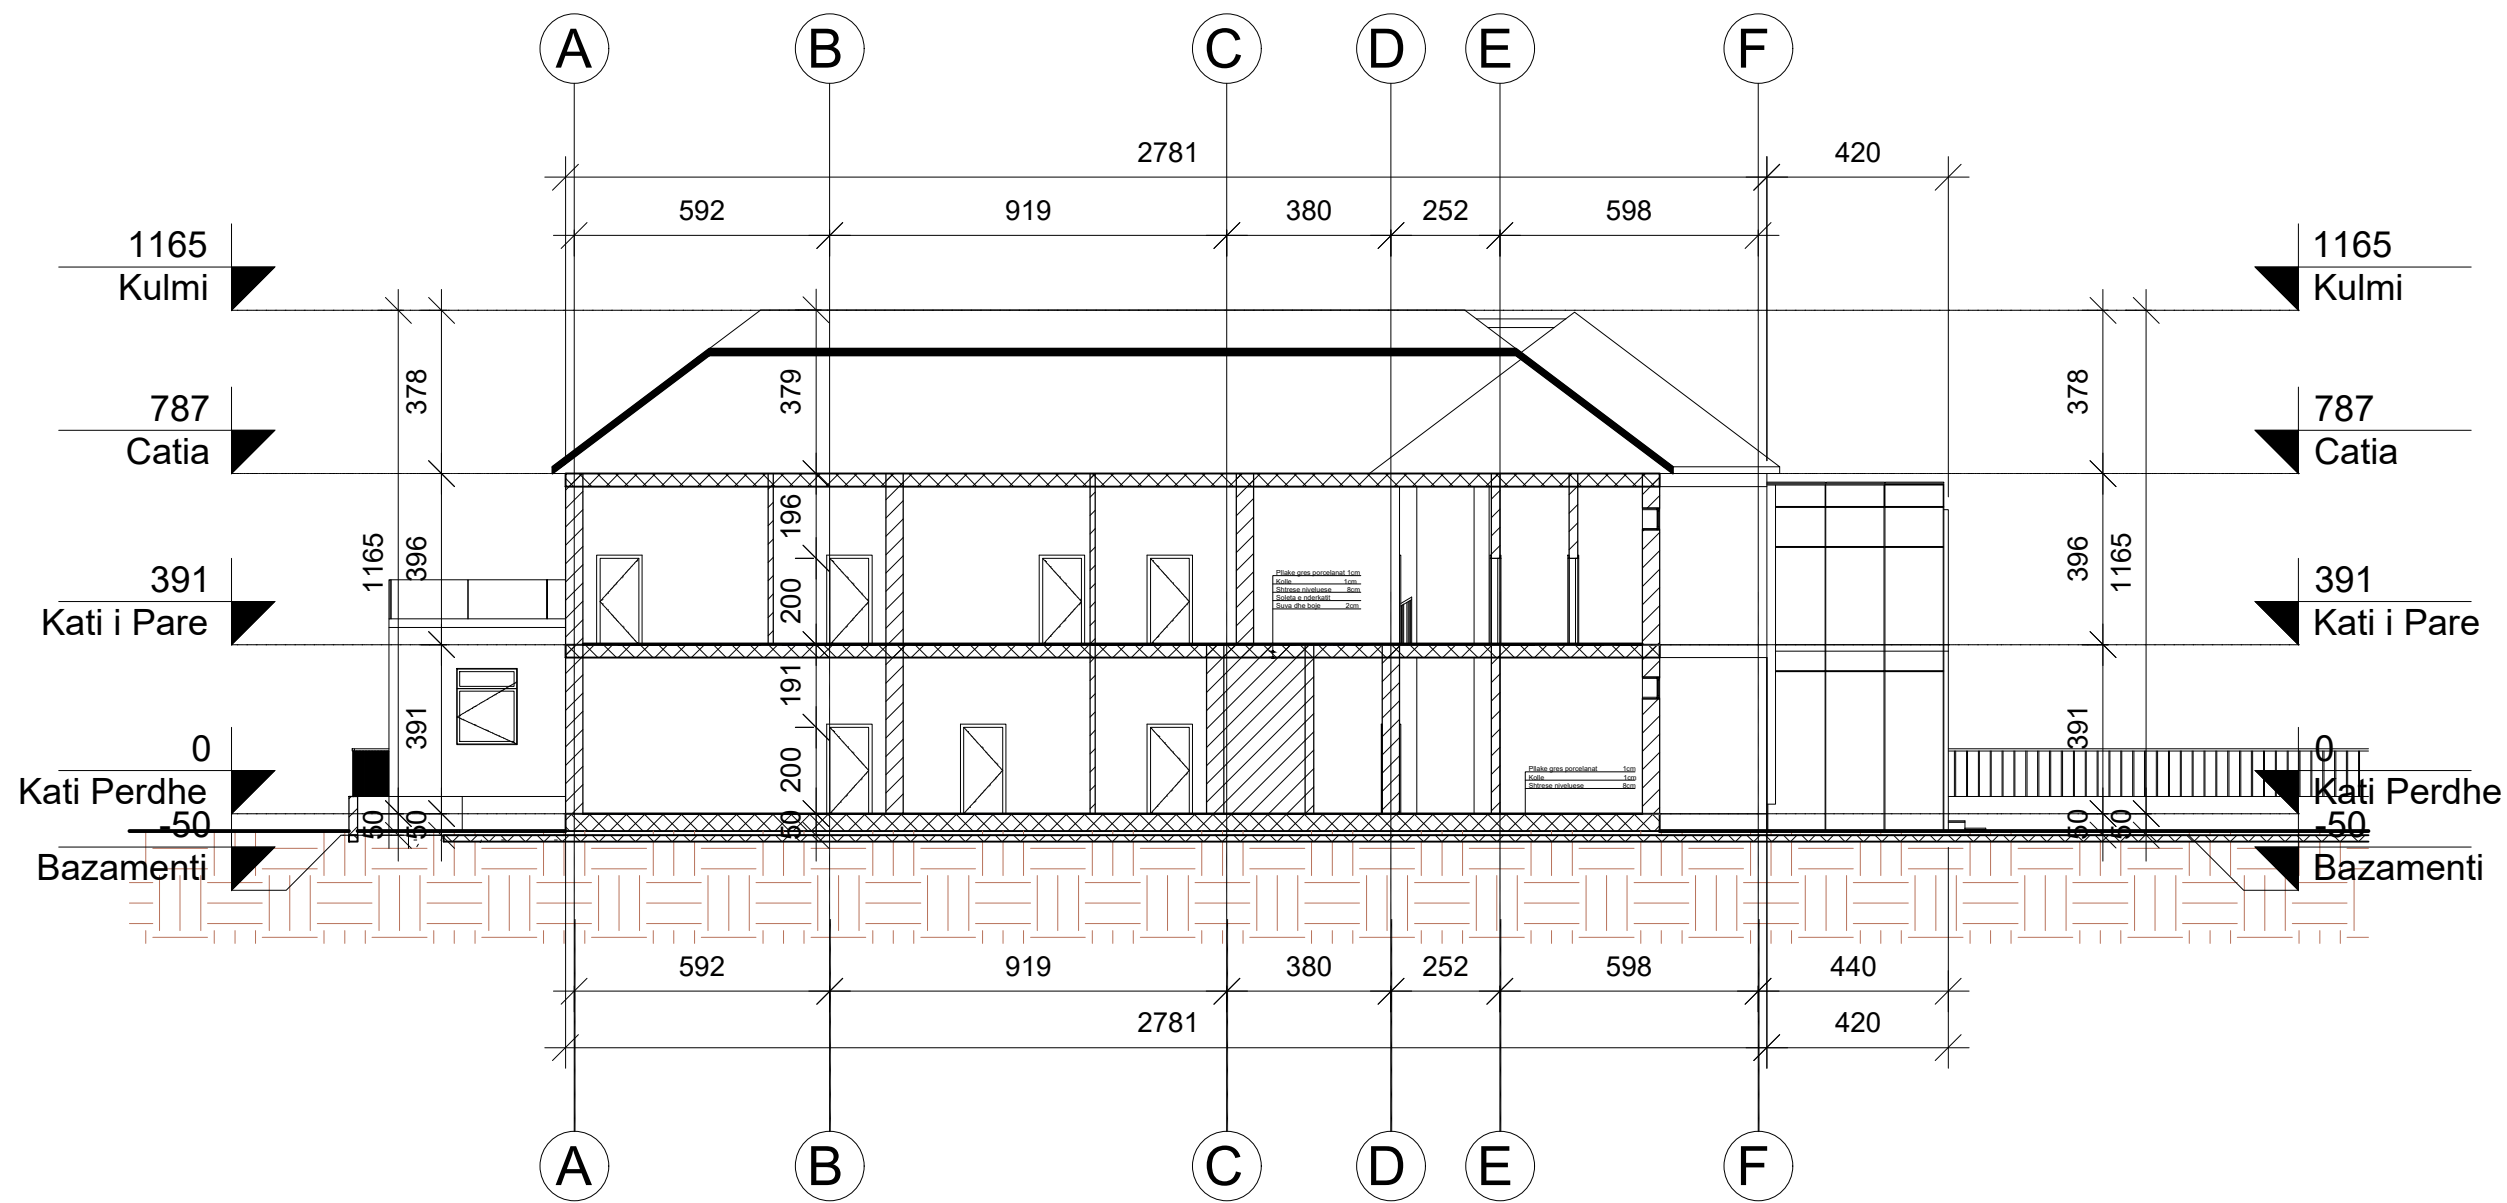 A B C D E F
2781 420
592 919 380 252 598
1165
Kulmi
1165
Kulmi
378 379 378
787
Catia
787
Catia
196
1165 396 396 1165
391
Kati i Pare
391
Kati i Pare
200
Pllake gres porcelanat 1cm
Kolle 1cm
Shtrese niveluese 8cm
Soleta e nderkatit
Suva dhe boje 2cm
191
391 391
0
Kati Perdhe
0
Kati Perdhe
200
Pllake gres porcelanat 1cm
Kolle 1cm
Shtrese niveluese 8cm
-50
Bazamenti
-50
Bazamenti
50 50 50 50 50
592 919 380 252 598 440
2781 420
A B C D E F